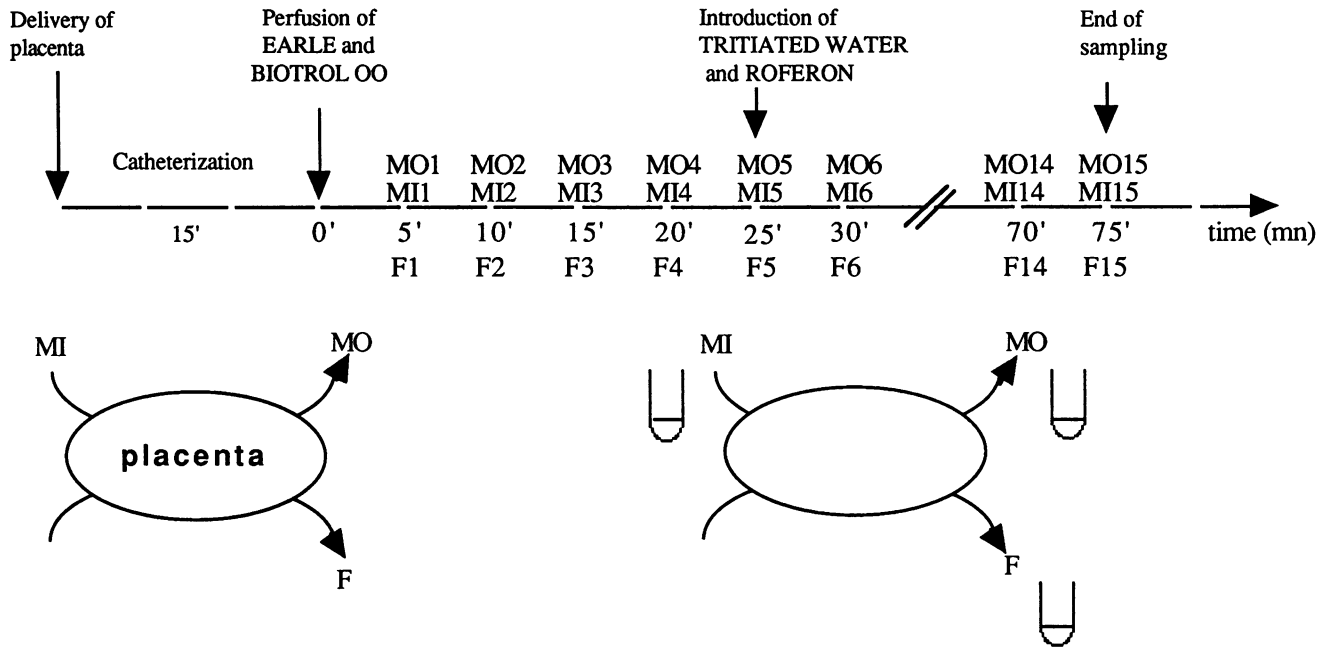 Delivery of
placenta
Perfusion of
EARLE and
BIOTROL OO
Introduction of
TRITIATED WATER
and ROFERON
End of
sampling
Catheterization
MO1 MO2 MO3 MO4 MO5 MO6 MO14 MO15
MI1 MI2 MI3 MI4 MI5 MI6 MI14 MI15
15' 0' 5' 10' 15' 20' 25' 30' 70' 75' time (mn)
F1 F2 F3 F4 F5 F6 F14 F15
MI MO
placenta
F
MI MO
F